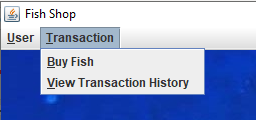 Fish Shop
User Transaction
Buy Fish
View Transaction History